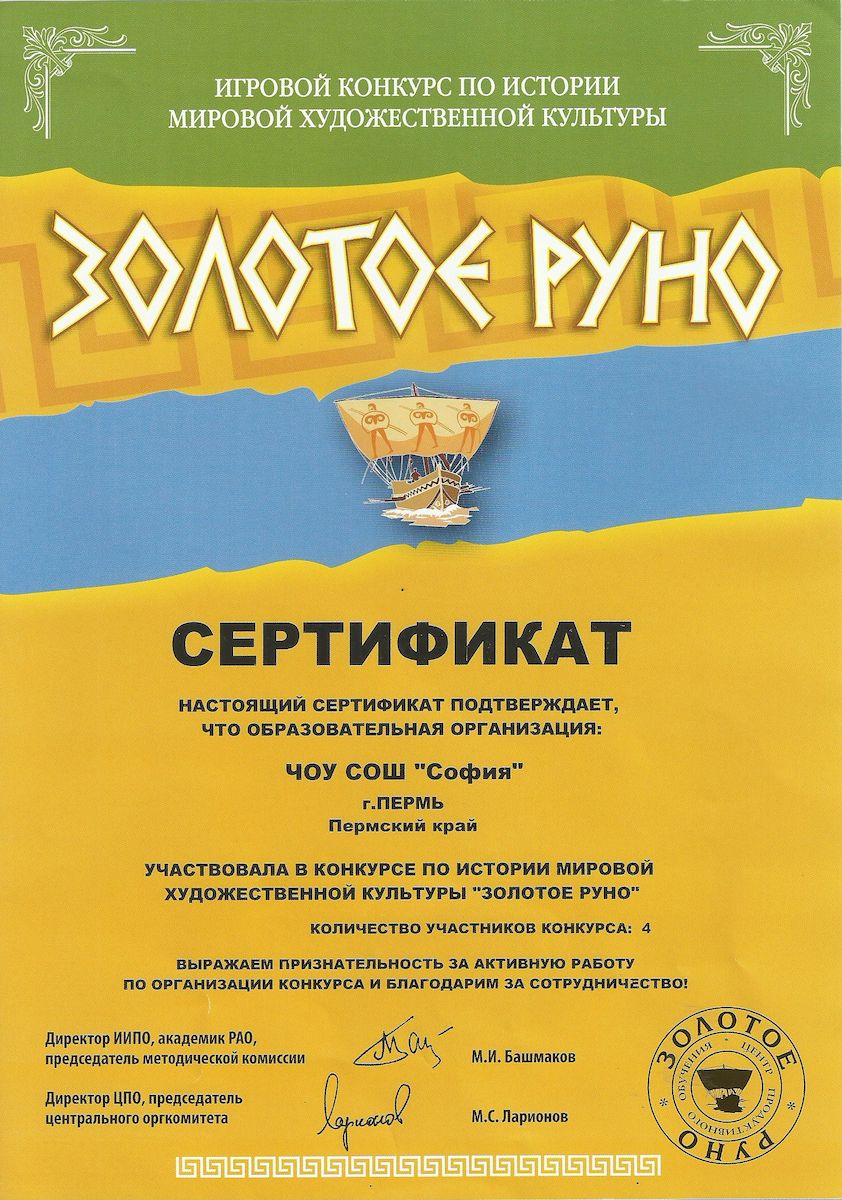 ИГРОВОЙ КОНКУРС ПО ИСТОРИИ
МИРОВОЙ ХУДОЖЕСТВЕННОЙ КУЛЬТУРЫ
ЗОЛОТОЕ РУНО
СЕРТИФИКАТ
НАСТОЯЩИЙ СЕРТИФИКАТ ПОДТВЕРЖДАЕТ,
ЧТО ОБРАЗОВАТЕЛЬНАЯ ОРГАНИЗАЦИЯ:
ЧОУ СОШ "София"
г.ПЕРМЬ
Пермский край
УЧАСТВОВАЛА В КОНКУРСЕ ПО ИСТОРИИ МИРОВОЙ
ХУДОЖЕСТВЕННОЙ КУЛЬТУРЫ "ЗОЛОТОЕ РУНО"
КОЛИЧЕСТВО УЧАСТНИКОВ КОНКУРСА: 4
ВЫРАЖАЕМ ПРИЗНАТЕЛЬНОСТЬ ЗА АКТИВНУЮ РАБОТУ
ПО ОРГАНИЗАЦИИ КОНКУРСА И БЛАГОДАРИМ ЗА СОТРУДНИЧЕСТВО!
Директор ИИПО, академик РАО,
председатель методической комиссии
М.И. Башмаков
Директор ЦПО, председатель
центрального оргкомитета
Ларионов
М.С. Ларионов
ЗОЛОТОЕ РУНО
ЦЕНТР ПРОДУКТИВНОГО ОБУЧЕНИЯ